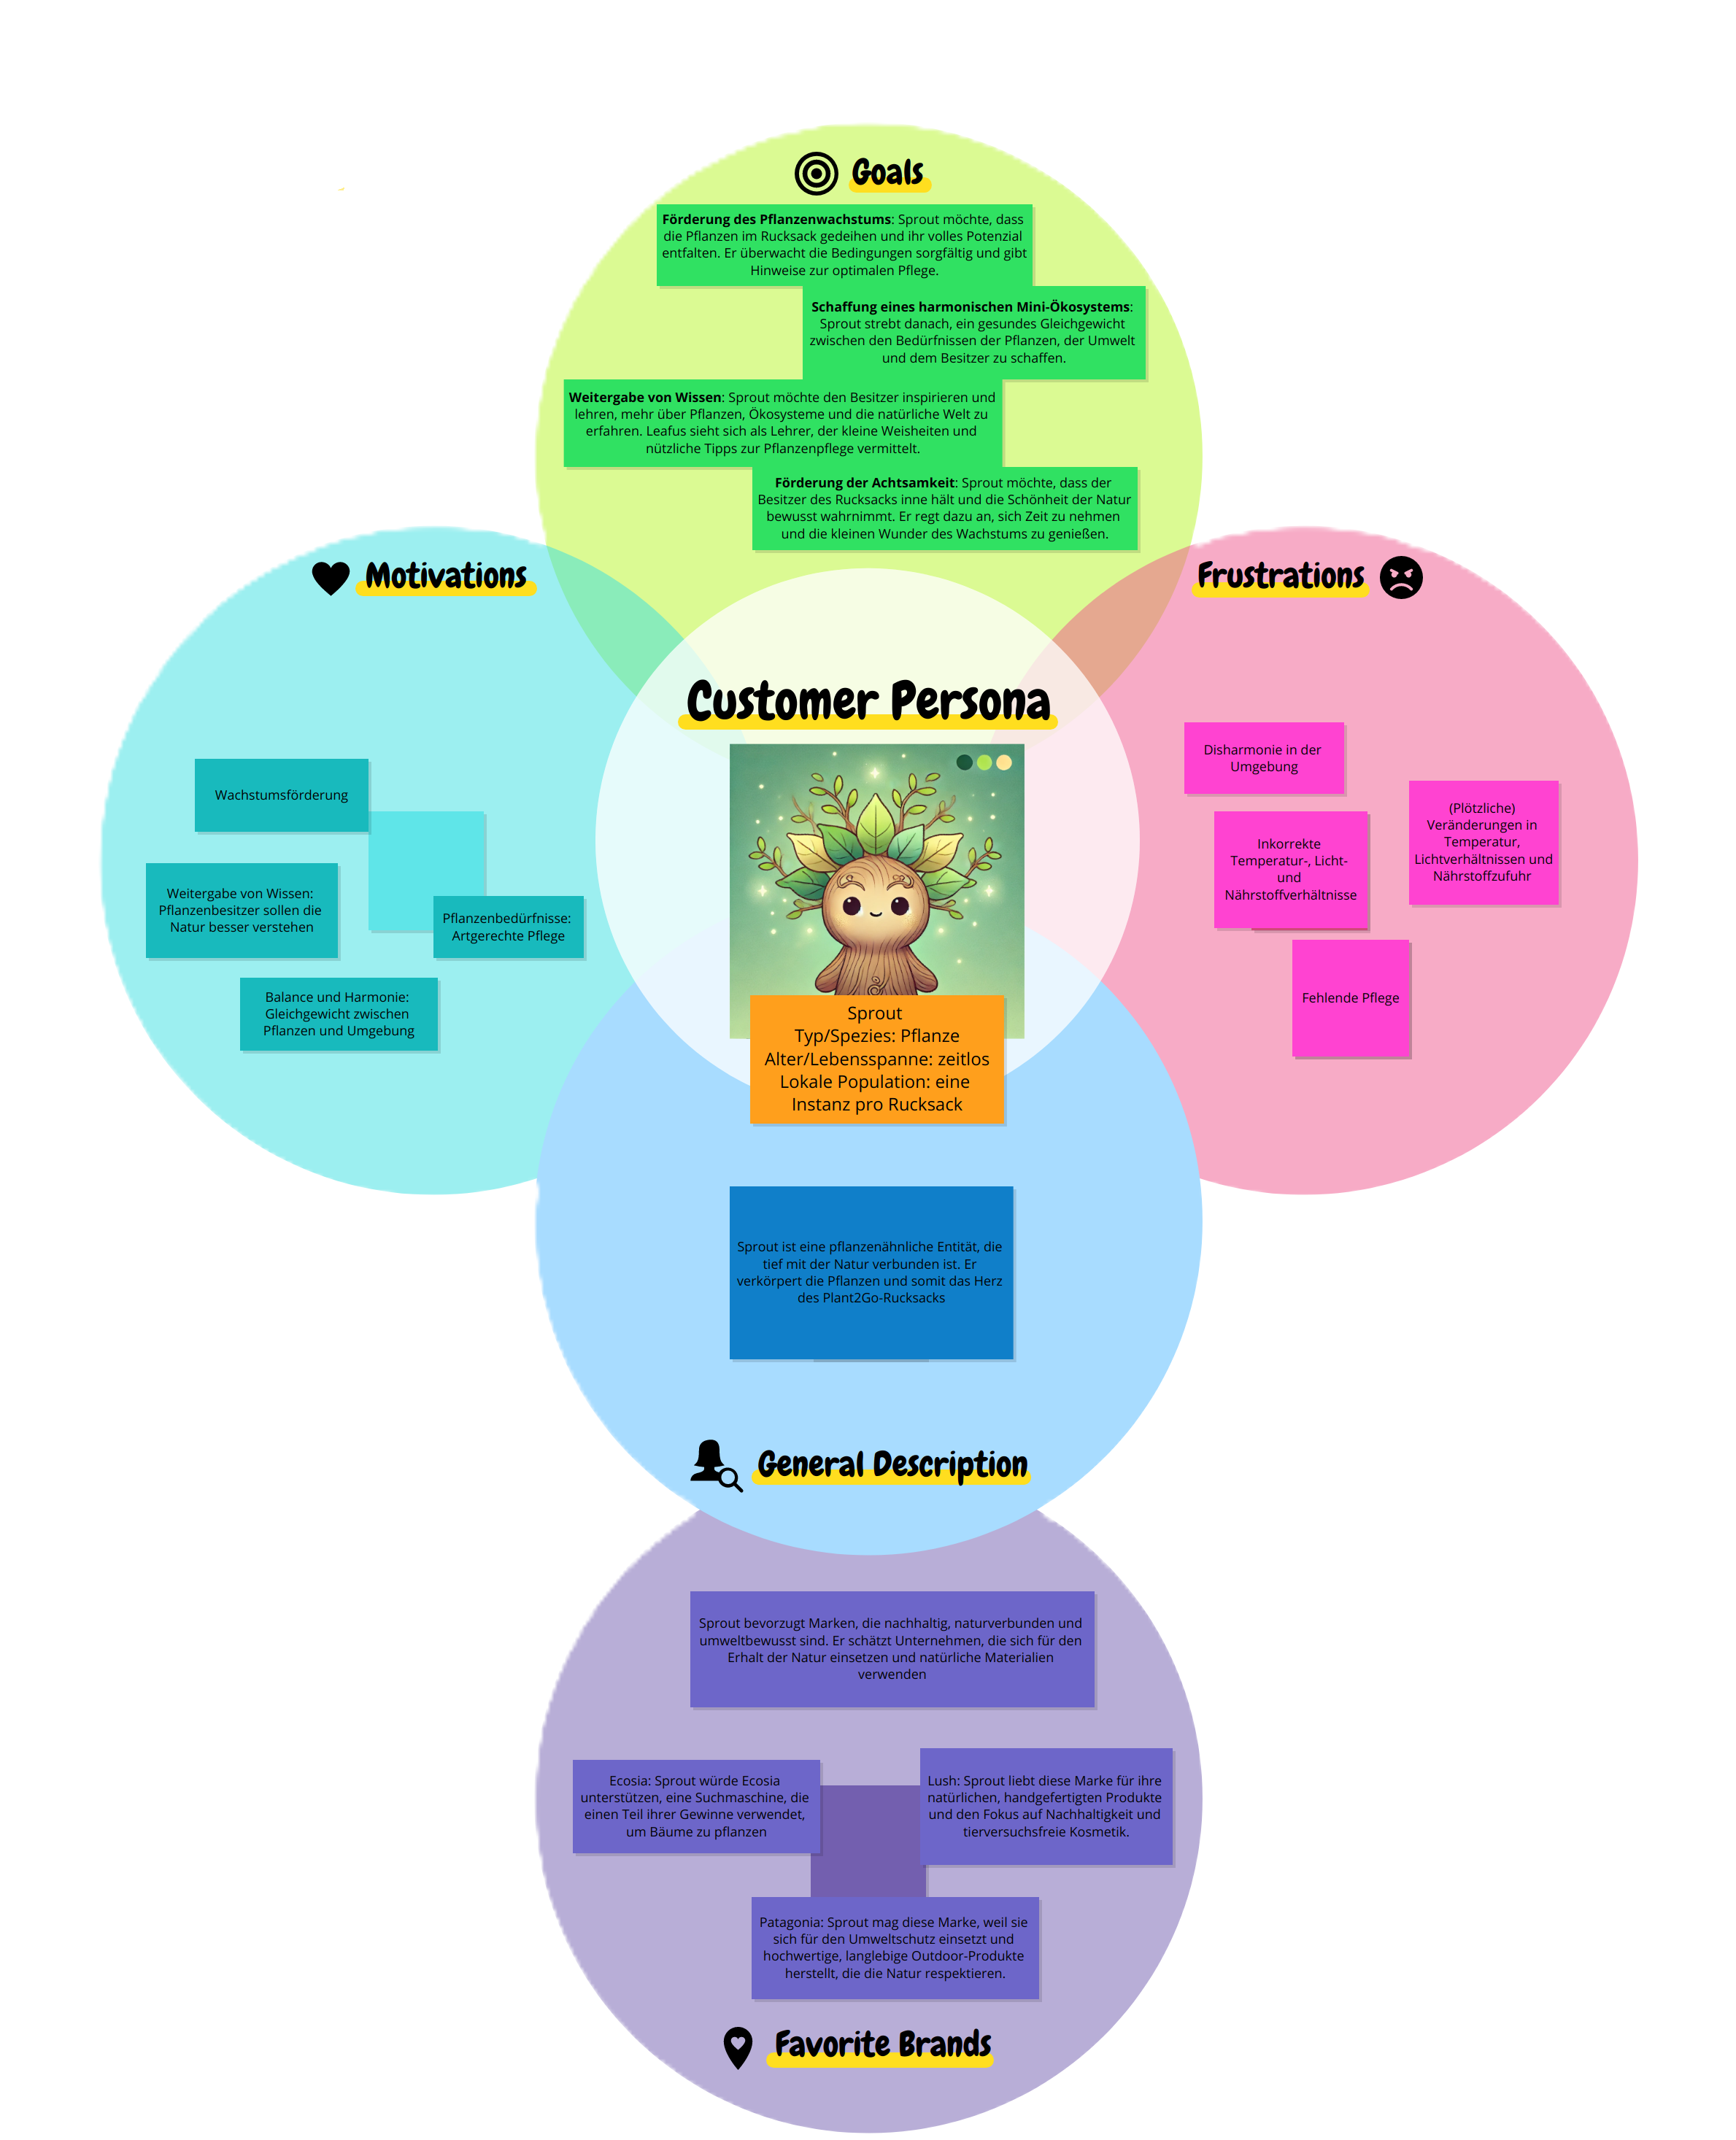 Goals
Förderung des Pflanzenwachstums: Sprout möchte, dass
die Pflanzen im Rucksack gedeihen und ihr volles Potenzial
entfalten. Er überwacht die Bedingungen sorgfältig und gibt
Hinweise zur optimalen Pflege.
Schaffung eines harmonischen Mini-Ökosystems:
Sprout strebt danach, ein gesundes Gleichgewicht
zwischen den Bedürfnissen der Pflanzen, der Umwelt
und dem Besitzer zu schaffen.
Weitergabe von Wissen: Sprout möchte den Besitzer inspirieren und
lehren, mehr über Pflanzen, Ökosysteme und die natürliche Welt zu
erfahren. Leafus sieht sich als Lehrer, der kleine Weisheiten und
nützliche Tipps zur Pflanzenpflege vermittelt.
Förderung der Achtsamkeit: Sprout möchte, dass der
Besitzer des Rucksacks inne hält und die Schönheit der Natur
bewusst wahrnimmt. Er regt dazu an, sich Zeit zu nehmen
und die kleinen Wunder des Wachstums zu genießen.
Motivations
Wachstumsförderung
Weitergabe von Wissen:
Pflanzenbesitzer sollen die
Natur besser verstehen
Pflanzenbedürfnisse:
Artgerechte Pflege
Balance und Harmonie:
Gleichgewicht zwischen
Pflanzen und Umgebung
Customer Persona
Sprout
Typ/Spezies: Pflanze
Alter/Lebensspanne: zeitlos
Lokale Population: eine
Instanz pro Rucksack
Frustrations
Disharmonie in der
Umgebung
Inkorrekte
Temperatur-, Licht-
und
Nährstoffverhältnisse
(Plötzliche)
Veränderungen in
Temperatur,
Lichtverhältnissen und
Nährstoffzufuhr
Fehlende Pflege
Sprout ist eine pflanzenähnliche Entität, die
tief mit der Natur verbunden ist. Er
verkörpert die Pflanzen und somit das Herz
des Plant2Go-Rucksacks
General Description
Sprout bevorzugt Marken, die nachhaltig, naturverbunden und
umweltbewusst sind. Er schätzt Unternehmen, die sich für den
Erhalt der Natur einsetzen und natürliche Materialien
verwenden
Ecosia: Sprout würde Ecosia
unterstützen, eine Suchmaschine, die
einen Teil ihrer Gewinne verwendet,
um Bäume zu pflanzen
Lush: Sprout liebt diese Marke für ihre
natürlichen, handgefertigten Produkte
und den Fokus auf Nachhaltigkeit und
tierversuchsfreie Kosmetik.
Patagonia: Sprout mag diese Marke, weil sie
sich für den Umweltschutz einsetzt und
hochwertige, langlebige Outdoor-Produkte
herstellt, die die Natur respektieren.
Favorite Brands